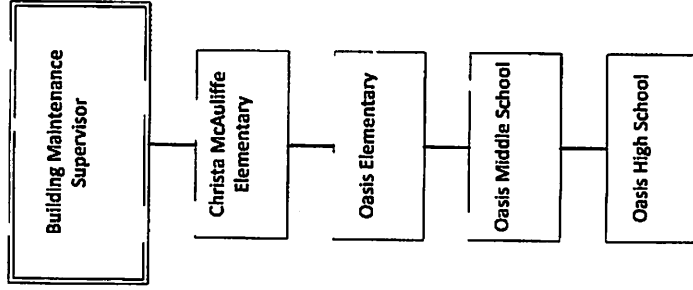 Building Maintenance
Supervisor
Christa McAuliffe
Elementary
Oasis Elementary
Oasis Middle School
Oasis High School